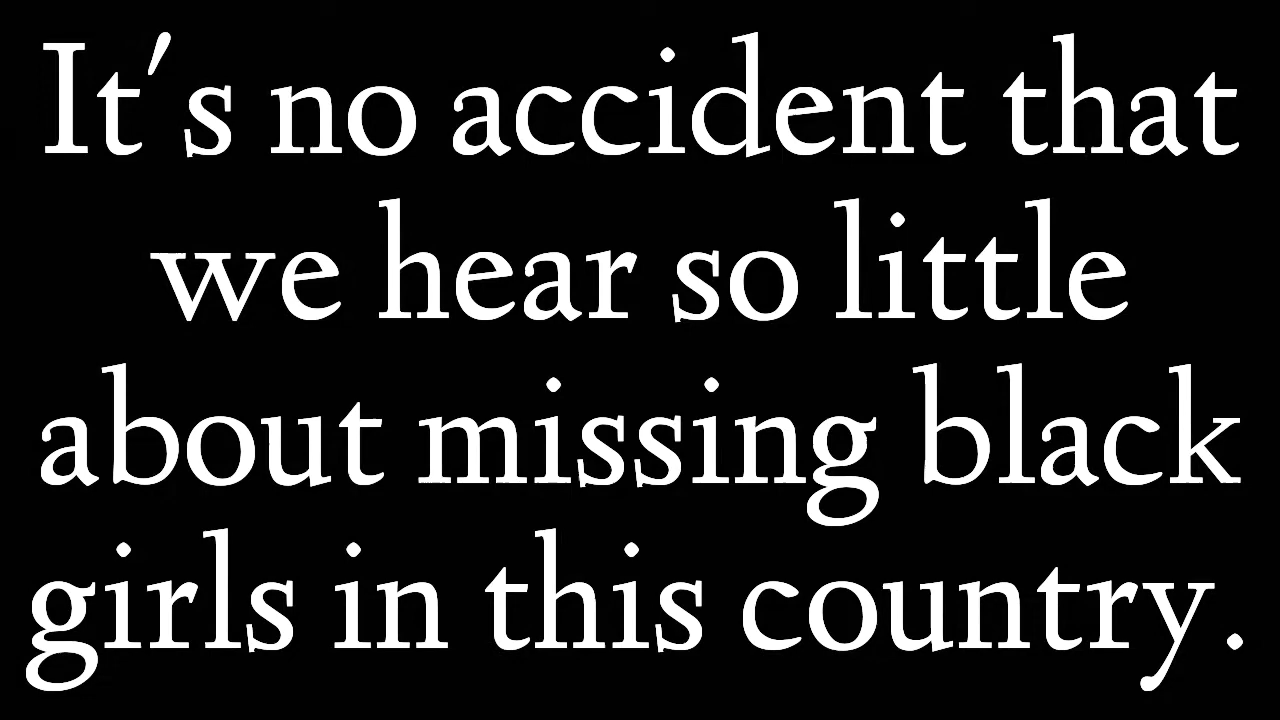 It's no accident that
we hear so little
about missing black
girls in this country.